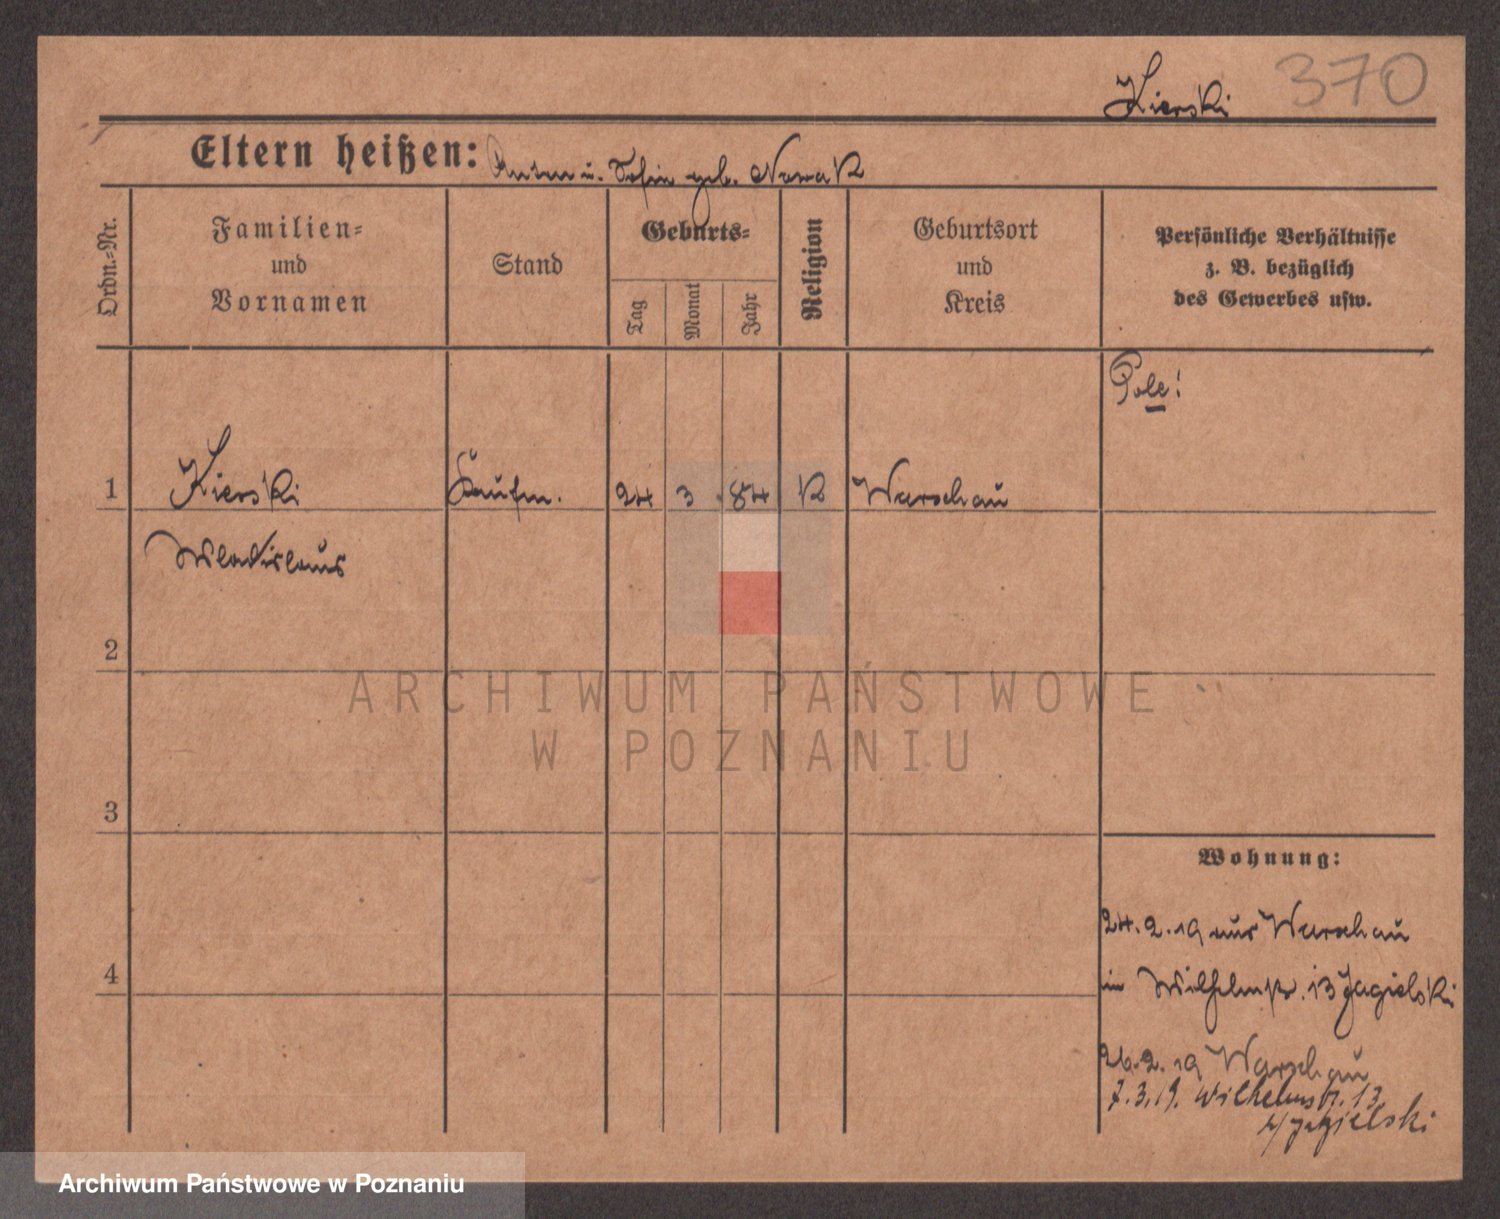 370
Kierski
Eltern heißen: Anton u. Sofia geb. Nowak
Ordn.-Nr.
Familien-
und
Vornamen
Stand
Geburts-
Tag
Monat
Jahr
Religion
Geburtsort
und
Kreis
Persönliche Verhältnisse
z. B. bezüglich
des Gewerbes usw.
Pole!
1 Kierski Kaufm. 24 3. 84 K Warschau
Wladislaus
2
ARCHIWUM PAŃSTWOWE
W POZNANIU
3
Wohnung:
4
24.2.19 aus Warschau
in Wilhelmstr. 13 Jagielski
26.2.19 Warschau
7.3.19. Wilhelmstr. 13
b/ Jagielski
Archiwum Państwowe w Poznaniu